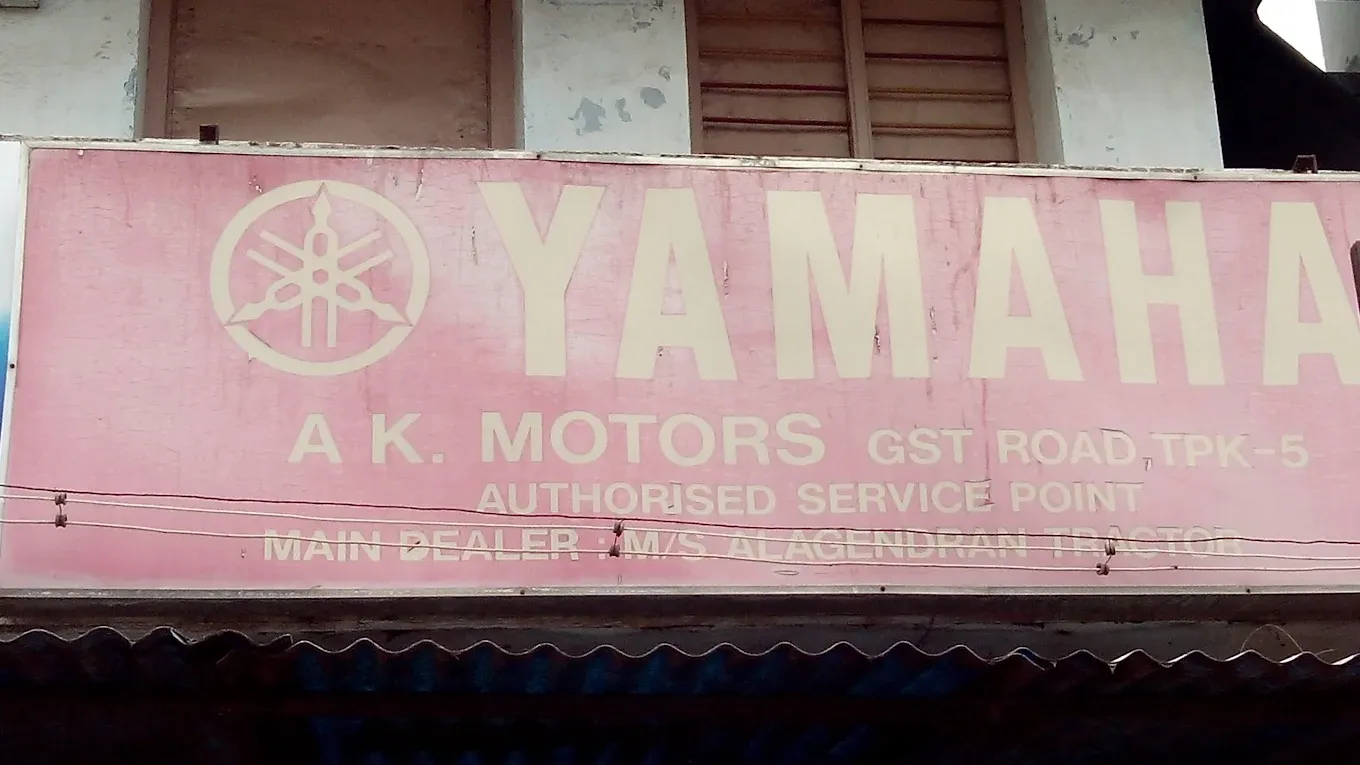 YAMAHA
A K. MOTORS GST ROAD, TPK-5
AUTHORISED SERVICE POINT
MAIN DEALER : M/S ALAGENDRAN TRACTOR